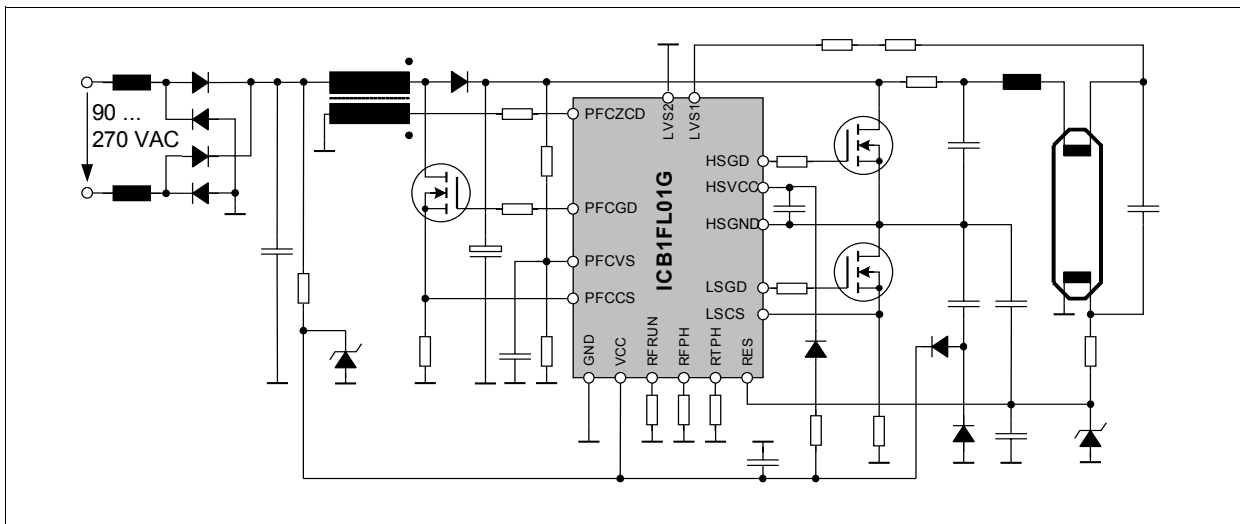 90 ...
270 VAC
LVS2
LVS1
PFCZCD
HSGD
HSVCC
PFCGD
HSGND
ICB1FL01G
PFCVS
LSGD
PFCCS
LSCS
GND
VCC
RFRUN
RFPH
RTPH
RES